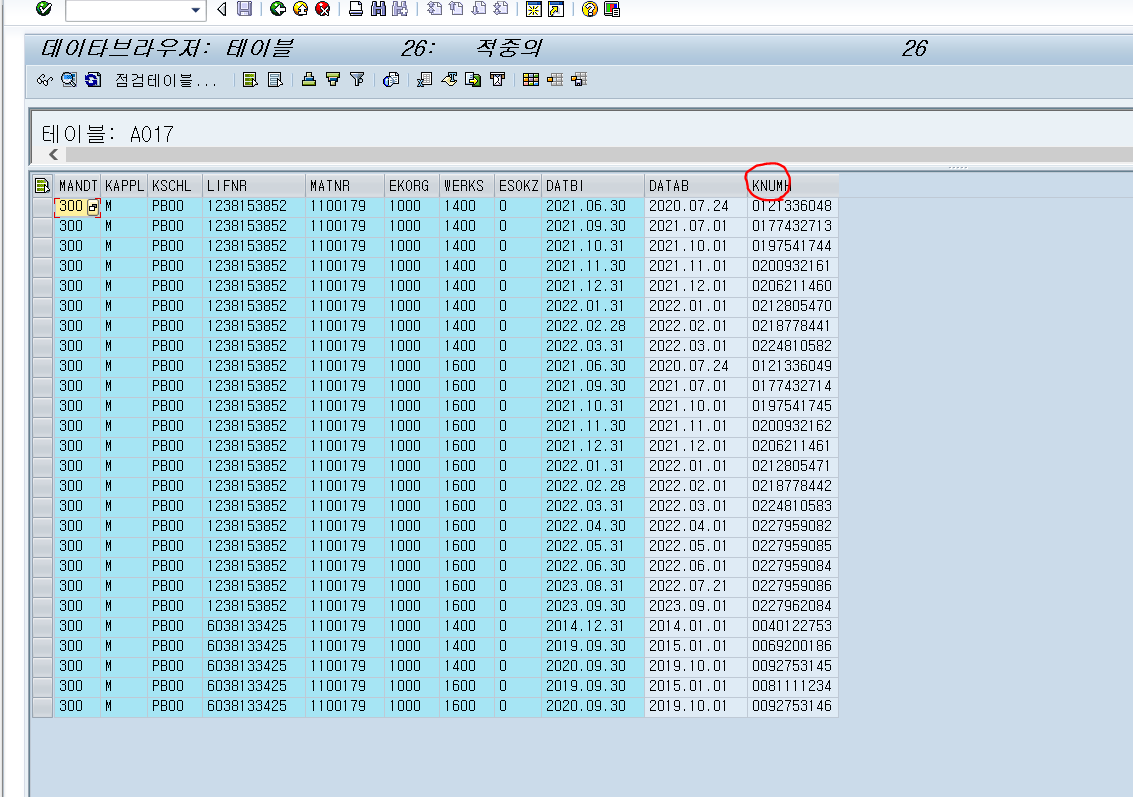 데이타브라우저: 테이블 26: 적중의 26
점검테이블...
테이블: A017
MANDT KAPPL KSCHL LIFNR MATNR EKORG WERKS ESOKZ DATBI DATAB KNUMH
300 M PB00 1238153852 1100179 1000 1400 0 2021.06.30 2020.07.24 0121336048
300 M PB00 1238153852 1100179 1000 1400 0 2021.09.30 2021.07.01 0177432713
300 M PB00 1238153852 1100179 1000 1400 0 2021.10.31 2021.10.01 0197541744
300 M PB00 1238153852 1100179 1000 1400 0 2021.11.30 2021.11.01 0200932161
300 M PB00 1238153852 1100179 1000 1400 0 2021.12.31 2021.12.01 0206211460
300 M PB00 1238153852 1100179 1000 1400 0 2022.01.31 2022.01.01 0212805470
300 M PB00 1238153852 1100179 1000 1400 0 2022.02.28 2022.02.01 0218778441
300 M PB00 1238153852 1100179 1000 1400 0 2022.03.31 2022.03.01 0224810582
300 M PB00 1238153852 1100179 1000 1600 0 2021.06.30 2020.07.24 0121336049
300 M PB00 1238153852 1100179 1000 1600 0 2021.09.30 2021.07.01 0177432714
300 M PB00 1238153852 1100179 1000 1600 0 2021.10.31 2021.10.01 0197541745
300 M PB00 1238153852 1100179 1000 1600 0 2021.11.30 2021.11.01 0200932162
300 M PB00 1238153852 1100179 1000 1600 0 2021.12.31 2021.12.01 0206211461
300 M PB00 1238153852 1100179 1000 1600 0 2022.01.31 2022.01.01 0212805471
300 M PB00 1238153852 1100179 1000 1600 0 2022.02.28 2022.02.01 0218778442
300 M PB00 1238153852 1100179 1000 1600 0 2022.03.31 2022.03.01 0224810583
300 M PB00 1238153852 1100179 1000 1600 0 2022.04.30 2022.04.01 0227959082
300 M PB00 1238153852 1100179 1000 1600 0 2022.05.31 2022.05.01 0227959085
300 M PB00 1238153852 1100179 1000 1600 0 2022.06.30 2022.06.01 0227959084
300 M PB00 1238153852 1100179 1000 1600 0 2023.08.31 2022.07.21 0227959086
300 M PB00 1238153852 1100179 1000 1600 0 2023.09.30 2023.09.01 0227962084
300 M PB00 6038133425 1100179 1000 1400 0 2014.12.31 2014.01.01 0040122753
300 M PB00 6038133425 1100179 1000 1400 0 2019.09.30 2015.01.01 0069200186
300 M PB00 6038133425 1100179 1000 1400 0 2020.09.30 2019.10.01 0092753145
300 M PB00 6038133425 1100179 1000 1600 0 2019.09.30 2015.01.01 0081111234
300 M PB00 6038133425 1100179 1000 1600 0 2020.09.30 2019.10.01 0092753146